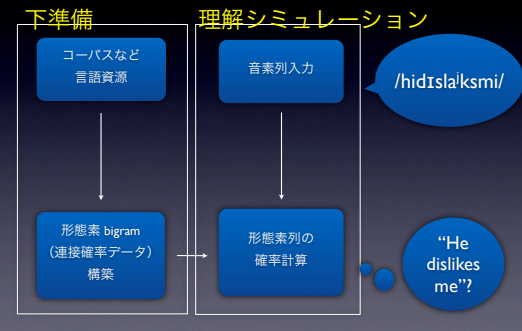 下準備
理解シミュレーション
コーパスなど
言語資源
音素列入力
/hidɪslaʲksmi/
形態素 bigram
（連接確率データ）
構築
形態素列の
確率計算
“He
dislikes
me”?